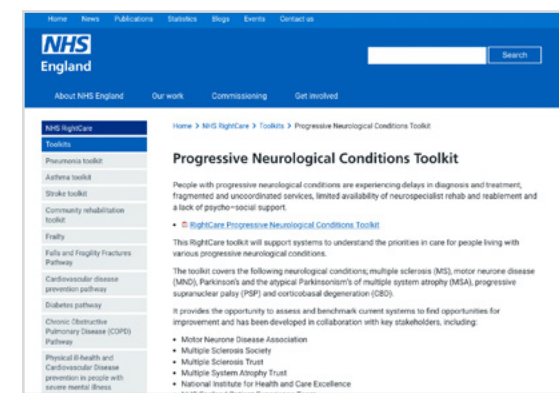 Home News Publications Statistics Blogs Events Contact us
NHS
England
Search
About NHS England Our work Commissioning Get involved
NHS RightCare
Toolkits
Pneumonia toolkit
Asthma toolkit
Stroke toolkit
Community rehabilitation
toolkit
Frailty
Falls and Fragility Fractures
Pathway
Cardiovascular disease
prevention pathway
Diabetes pathway
Chronic Obstructive
Pulmonary Disease (COPD)
Pathway
Physical ill-health and
Cardiovascular Disease
prevention in people with
severe mental illness
Home > NHS RightCare > Toolkits > Progressive Neurological Conditions Toolkit
Progressive Neurological Conditions Toolkit
People with progressive neurological conditions are experiencing delays in diagnosis and treatment,
fragmented and uncoordinated services, limited availability of neurospecialist rehab and reablement and
a lack of psycho-social support.
• RightCare Progressive Neurological Conditions Toolkit
This RightCare toolkit will support systems to understand the priorities in care for people living with
various progressive neurological conditions.
The toolkit covers the following neurological conditions; multiple sclerosis (MS), motor neurone disease
(MND), Parkinson's and the atypical Parkinsonism's of multiple system atrophy (MSA), progressive
supranuclear palsy (PSP) and corticobasal degeneration (CBD).
It provides the opportunity to assess and benchmark current systems to find opportunities for
improvement and has been developed in collaboration with key stakeholders, including:
• Motor Neurone Disease Association
• Multiple Sclerosis Society
• Multiple Sclerosis Trust
• Multiple System Atrophy Trust
• National Institute for Health and Care Excellence